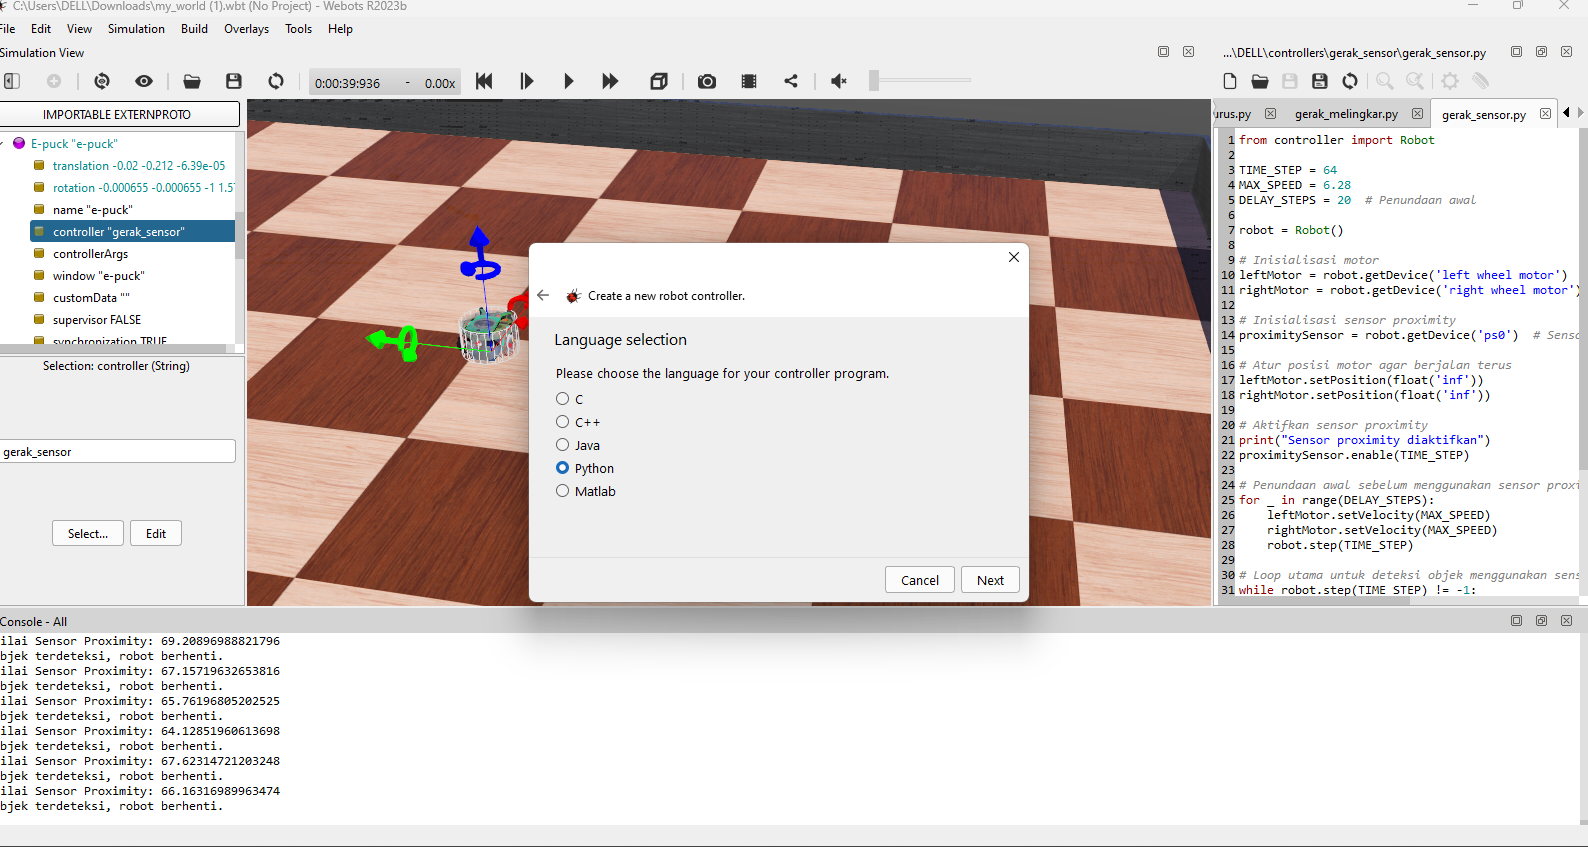 C:\Users\DELL\Downloads\my_world (1).wbt (No Project) - Webots R2023b
File Edit View Simulation Build Overlays Tools Help
Simulation View
0:00:39:936 - 0.00x
IMPORTABLE EXTERNPROTO
E-puck "e-puck"
translation -0.02 -0.212 -6.39e-05
rotation -0.000655 -0.000655 -1 1.5
name "e-puck"
controller "gerak_sensor"
controllerArgs
window "e-puck"
customData ""
supervisor FALSE
synchronization TRUE
Selection: controller (String)
gerak_sensor
Select... Edit
Create a new robot controller.
Language selection
Please choose the language for your controller program.
C
C++
Java
Python
Matlab
Cancel Next
...\DELL\controllers\gerak_sensor\gerak_sensor.py
urus.py gerak_melingkar.py gerak_sensor.py
1 from controller import Robot
2
3 TIME_STEP = 64
4 MAX_SPEED = 6.28
5 DELAY_STEPS = 20 # Penundaan awal
6
7 robot = Robot()
8
9 # Inisialisasi motor
10 leftMotor = robot.getDevice('left wheel motor')
11 rightMotor = robot.getDevice('right wheel motor')
12
13 # Inisialisasi sensor proximity
14 proximitySensor = robot.getDevice('ps0') # Senso
15
16 # Atur posisi motor agar berjalan terus
17 leftMotor.setPosition(float('inf'))
18 rightMotor.setPosition(float('inf'))
19
20 # Aktifkan sensor proximity
21 print("Sensor proximity diaktifkan")
22 proximitySensor.enable(TIME_STEP)
23
24 # Penundaan awal sebelum menggunakan sensor proxi
25 for _ in range(DELAY_STEPS):
26 leftMotor.setVelocity(MAX_SPEED)
27 rightMotor.setVelocity(MAX_SPEED)
28 robot.step(TIME_STEP)
29
30 # Loop utama untuk deteksi objek menggunakan sens
31 while robot.step(TIME_STEP) != -1:
Console - All
ilai Sensor Proximity: 69.20896988821796
bjek terdeteksi, robot berhenti.
ilai Sensor Proximity: 67.15719632653816
bjek terdeteksi, robot berhenti.
ilai Sensor Proximity: 65.76196805202525
bjek terdeteksi, robot berhenti.
ilai Sensor Proximity: 64.12851960613698
bjek terdeteksi, robot berhenti.
ilai Sensor Proximity: 67.62314721203248
bjek terdeteksi, robot berhenti.
ilai Sensor Proximity: 66.16316989963474
bjek terdeteksi, robot berhenti.